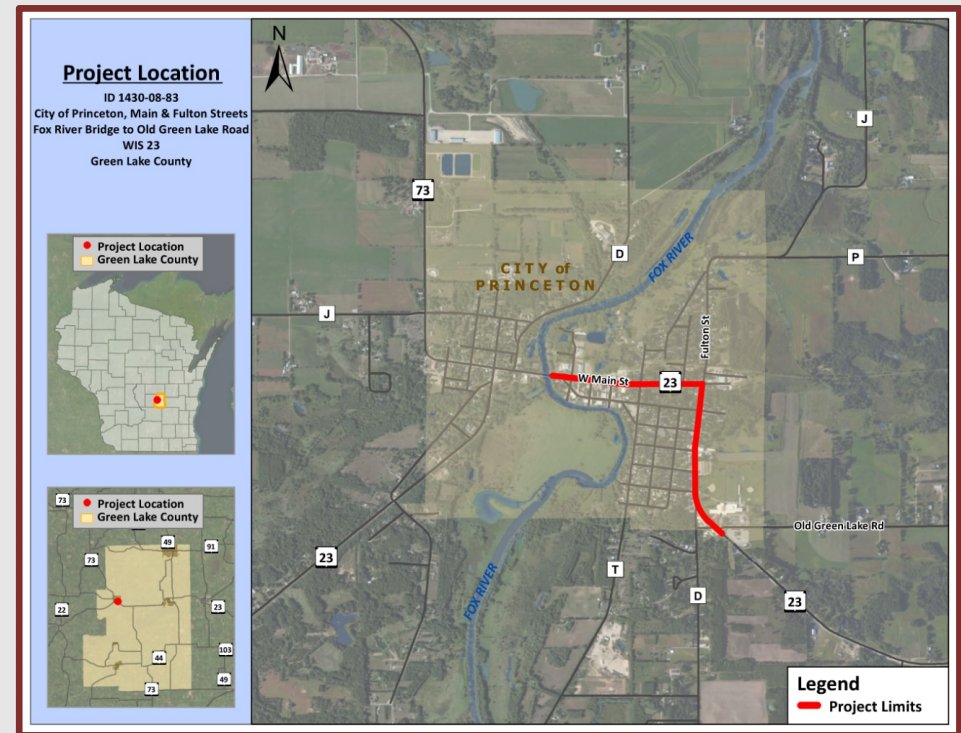 Project Location
ID 1430-08-83
City of Princeton, Main & Fulton Streets
Fox River Bridge to Old Green Lake Road
WIS 23
Green Lake County
Project Location
Green Lake County
Project Location
Green Lake County
73
49
91
73
22
23
103
44
49
73
N
J
73
D
FOX RIVER
P
CITY of
PRINCETON
J
Fulton St
W Main St
23
Old Green Lake Rd
23
T
FOX RIVER
D
23
Legend
Project Limits